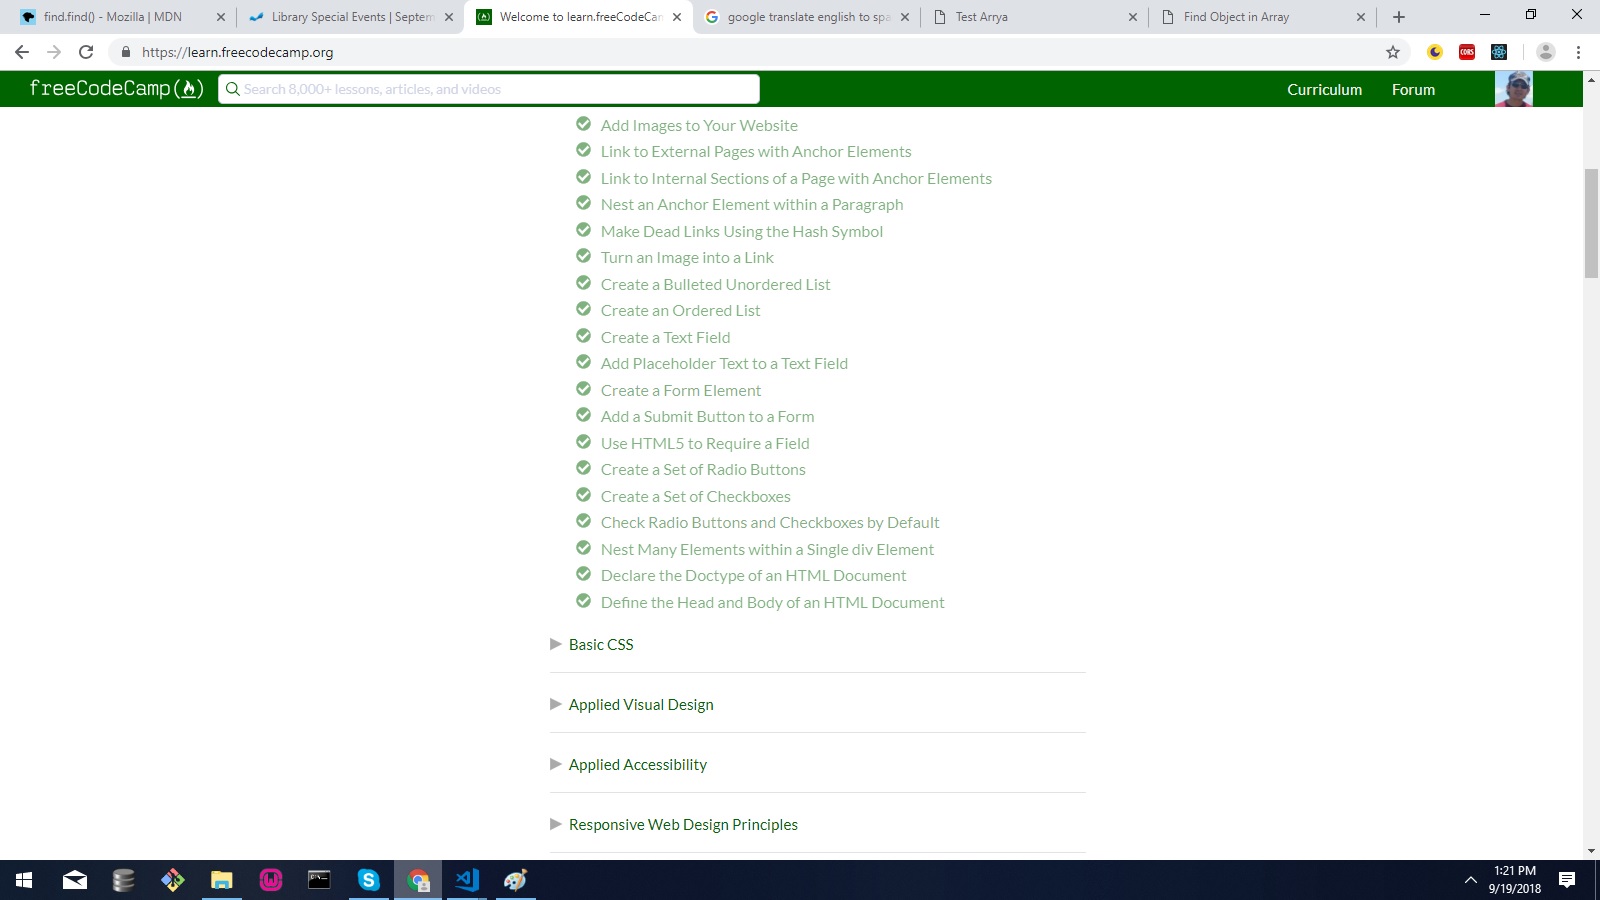 find.find() - Mozilla | MDN
Library Special Events | Septem
Welcome to learn.freeCodeCam
google translate english to spa
Test Arrya
Find Object in Array
https://learn.freecodecamp.org
CORS
freeCodeCamp
Search 8,000+ lessons, articles, and videos
Curriculum
Forum
Add Images to Your Website
Link to External Pages with Anchor Elements
Link to Internal Sections of a Page with Anchor Elements
Nest an Anchor Element within a Paragraph
Make Dead Links Using the Hash Symbol
Turn an Image into a Link
Create a Bulleted Unordered List
Create an Ordered List
Create a Text Field
Add Placeholder Text to a Text Field
Create a Form Element
Add a Submit Button to a Form
Use HTML5 to Require a Field
Create a Set of Radio Buttons
Create a Set of Checkboxes
Check Radio Buttons and Checkboxes by Default
Nest Many Elements within a Single div Element
Declare the Doctype of an HTML Document
Define the Head and Body of an HTML Document
Basic CSS
Applied Visual Design
Applied Accessibility
Responsive Web Design Principles
1:21 PM
9/19/2018